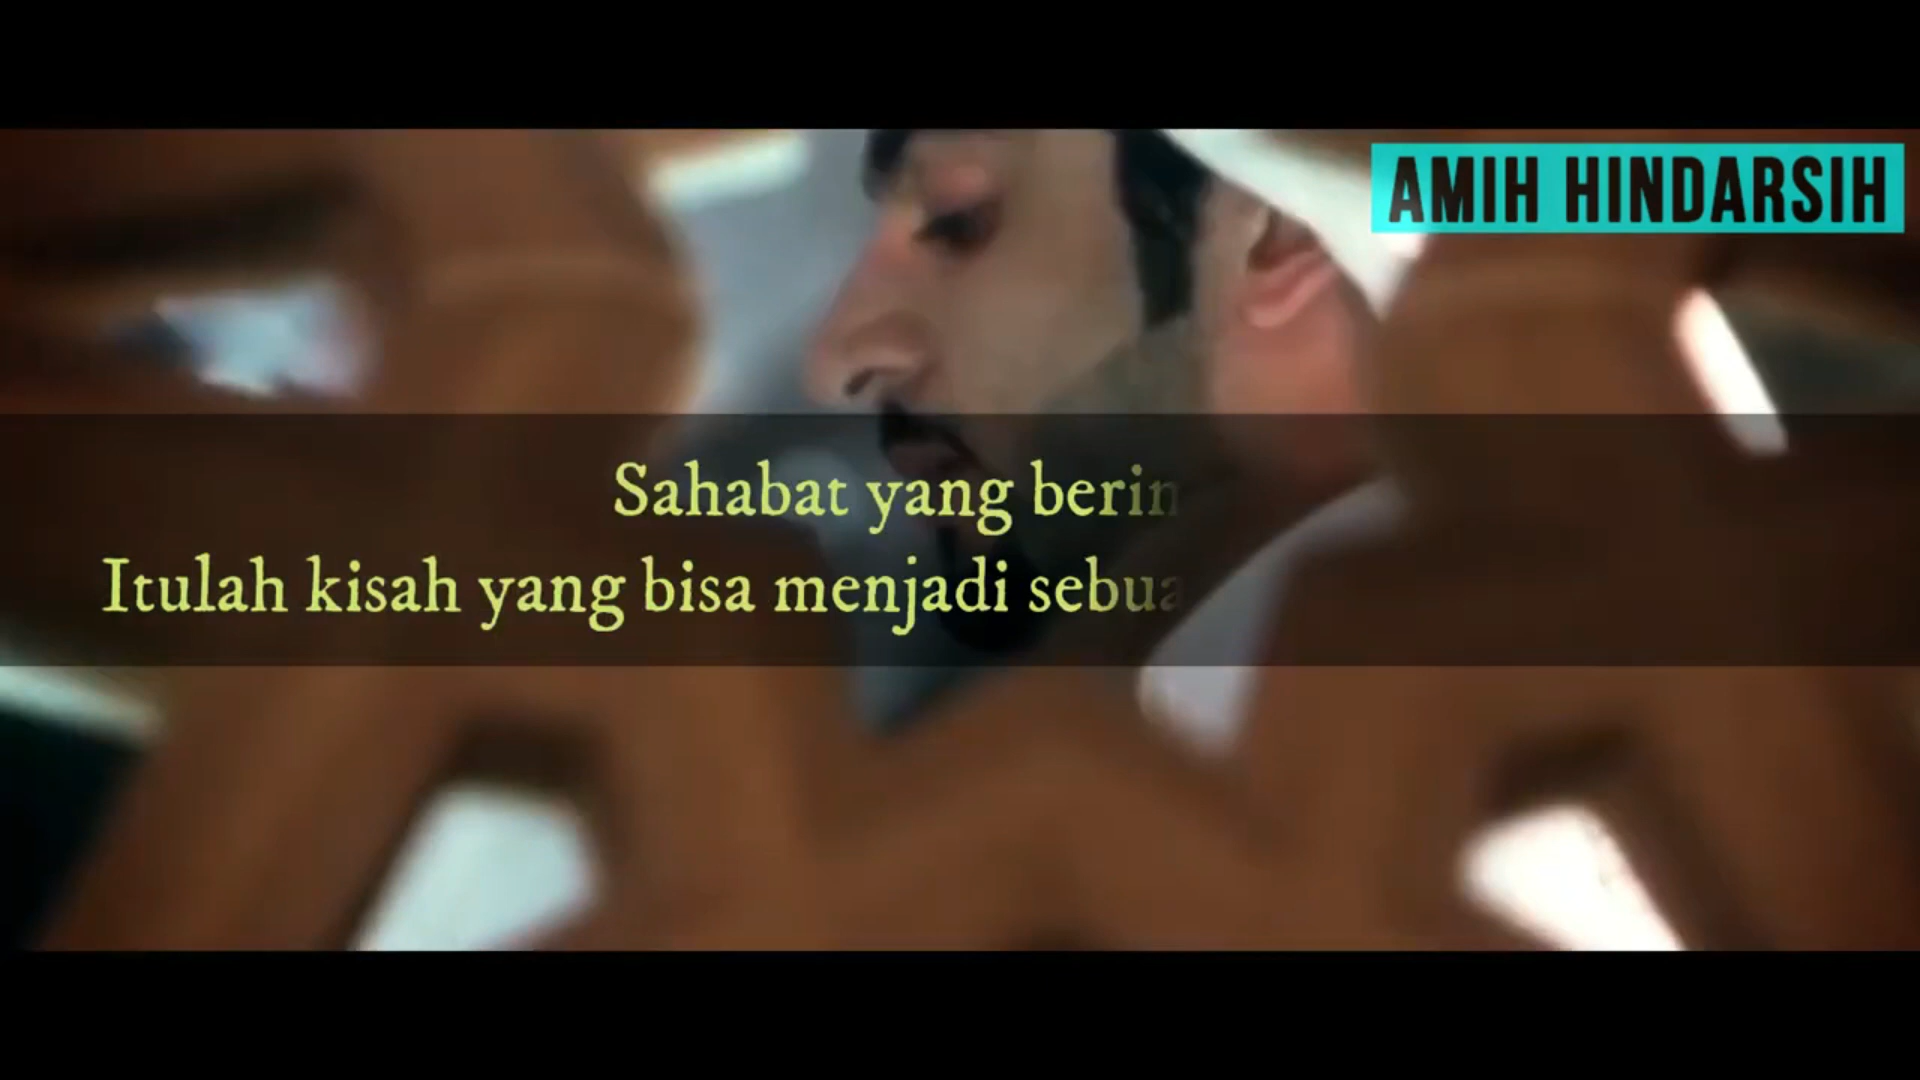 AMIH HINDARSIH
Sahabat yang berin
Itulah kisah yang bisa menjadi sebua